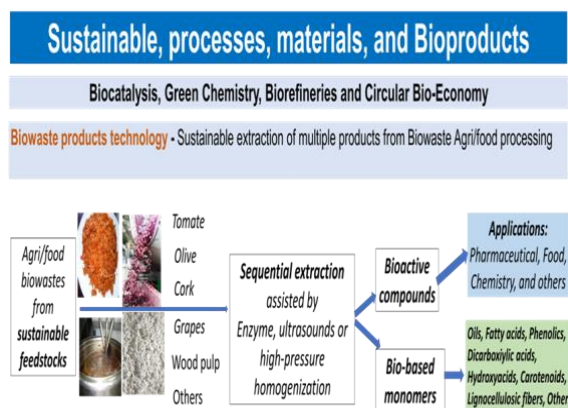 Sustainable, processes, materials, and Bioproducts
Biocatalysis, Green Chemistry, Biorefineries and Circular Bio-Economy
Biowaste products technology - Sustainable extraction of multiple products from Biowaste Agri/food processing
Agri/food
biowastes
from
sustainable
feedstocks
Tomate
Olive
Cork
Grapes
Wood pulp
Others
Sequential extraction
assisted by
Enzyme, ultrasounds or
high-pressure
homogenization
Bioactive
compounds
Bio-based
monomers
Applications:
Pharmaceutical, Food,
Chemistry, and others
Oils, Fatty acids, Phenolics,
Dicarboxiylic acids,
Hydroxyacids, Carotenoids,
Lignocellulosic fibers, Other